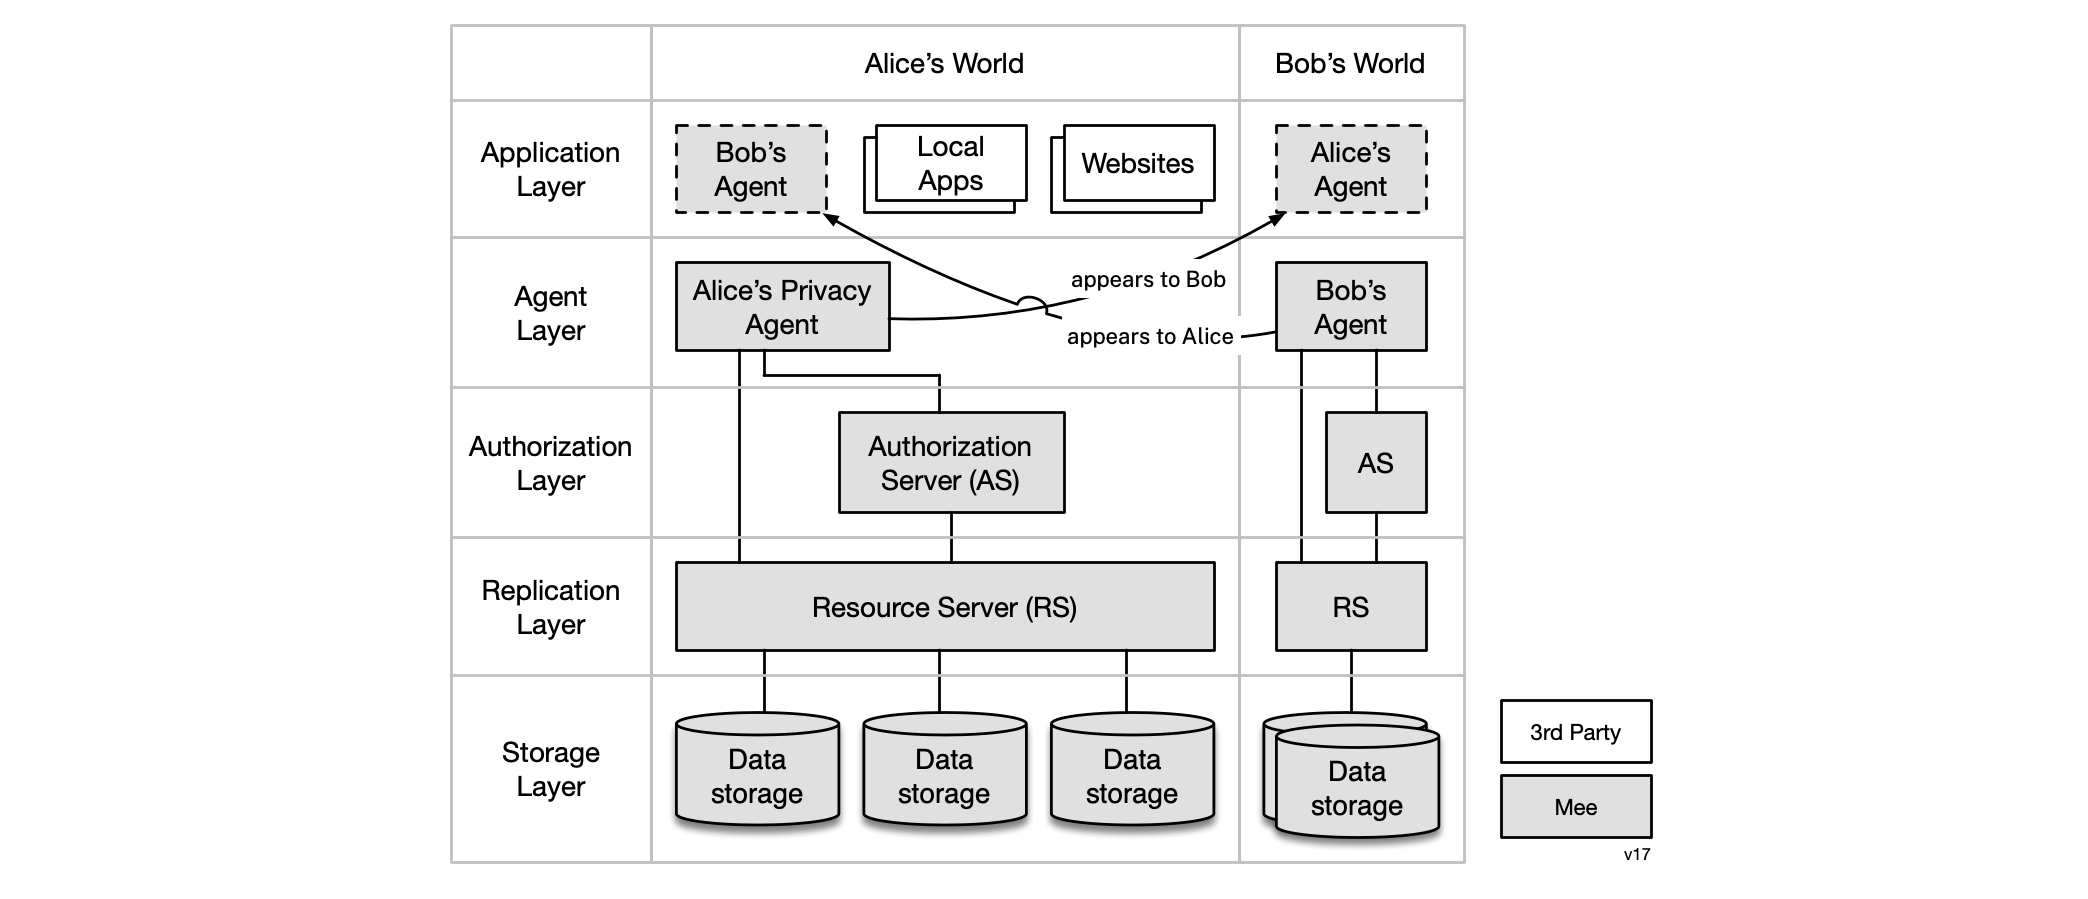 Alice’s World
Bob’s World
Application
Layer
Bob’s
Agent
Local
Apps
Websites
Alice’s
Agent
Agent
Layer
Alice’s Privacy
Agent
appears to Bob
appears to Alice
Bob’s
Agent
Authorization
Layer
Authorization
Server (AS)
AS
Replication
Layer
Resource Server (RS)
RS
Storage
Layer
Data
storage
Data
storage
Data
storage
Data
storage
3rd Party
Mee
v17